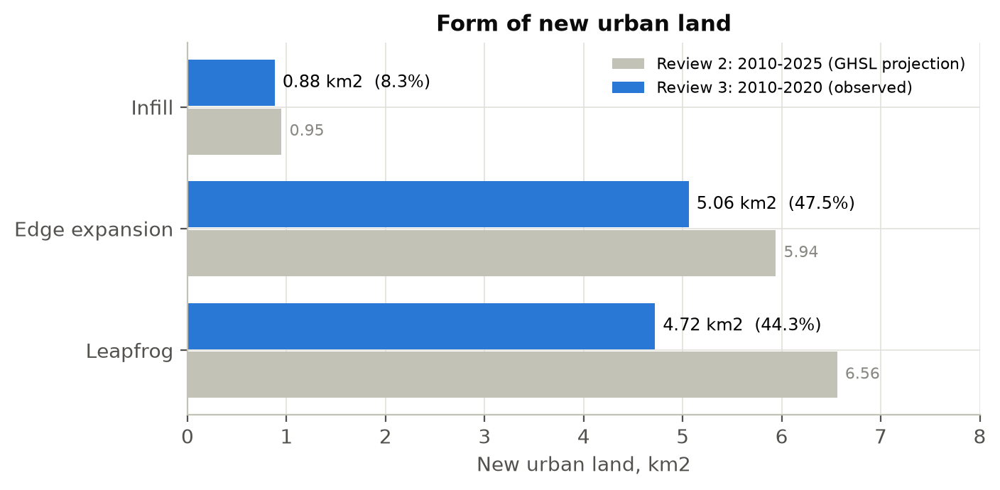 Form of new urban land
Review 2: 2010-2025 (GHSL projection)
Review 3: 2010-2020 (observed)
Infill
0.88 km2 (8.3%)
0.95
Edge expansion
5.06 km2 (47.5%)
5.94
Leapfrog
4.72 km2 (44.3%)
6.56
0 1 2 3 4 5 6 7 8
New urban land, km2